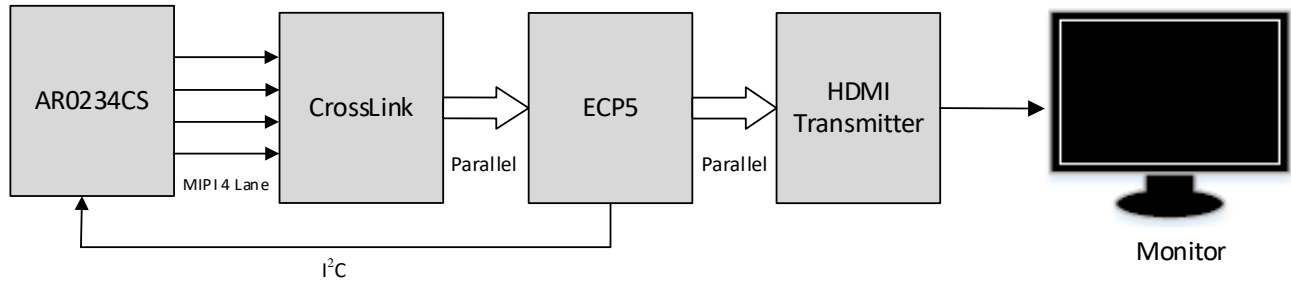 AR0234CS
MIPI 4 Lane
CrossLink
Parallel
ECP5
Parallel
HDMI
Transmitter
Monitor
I²C